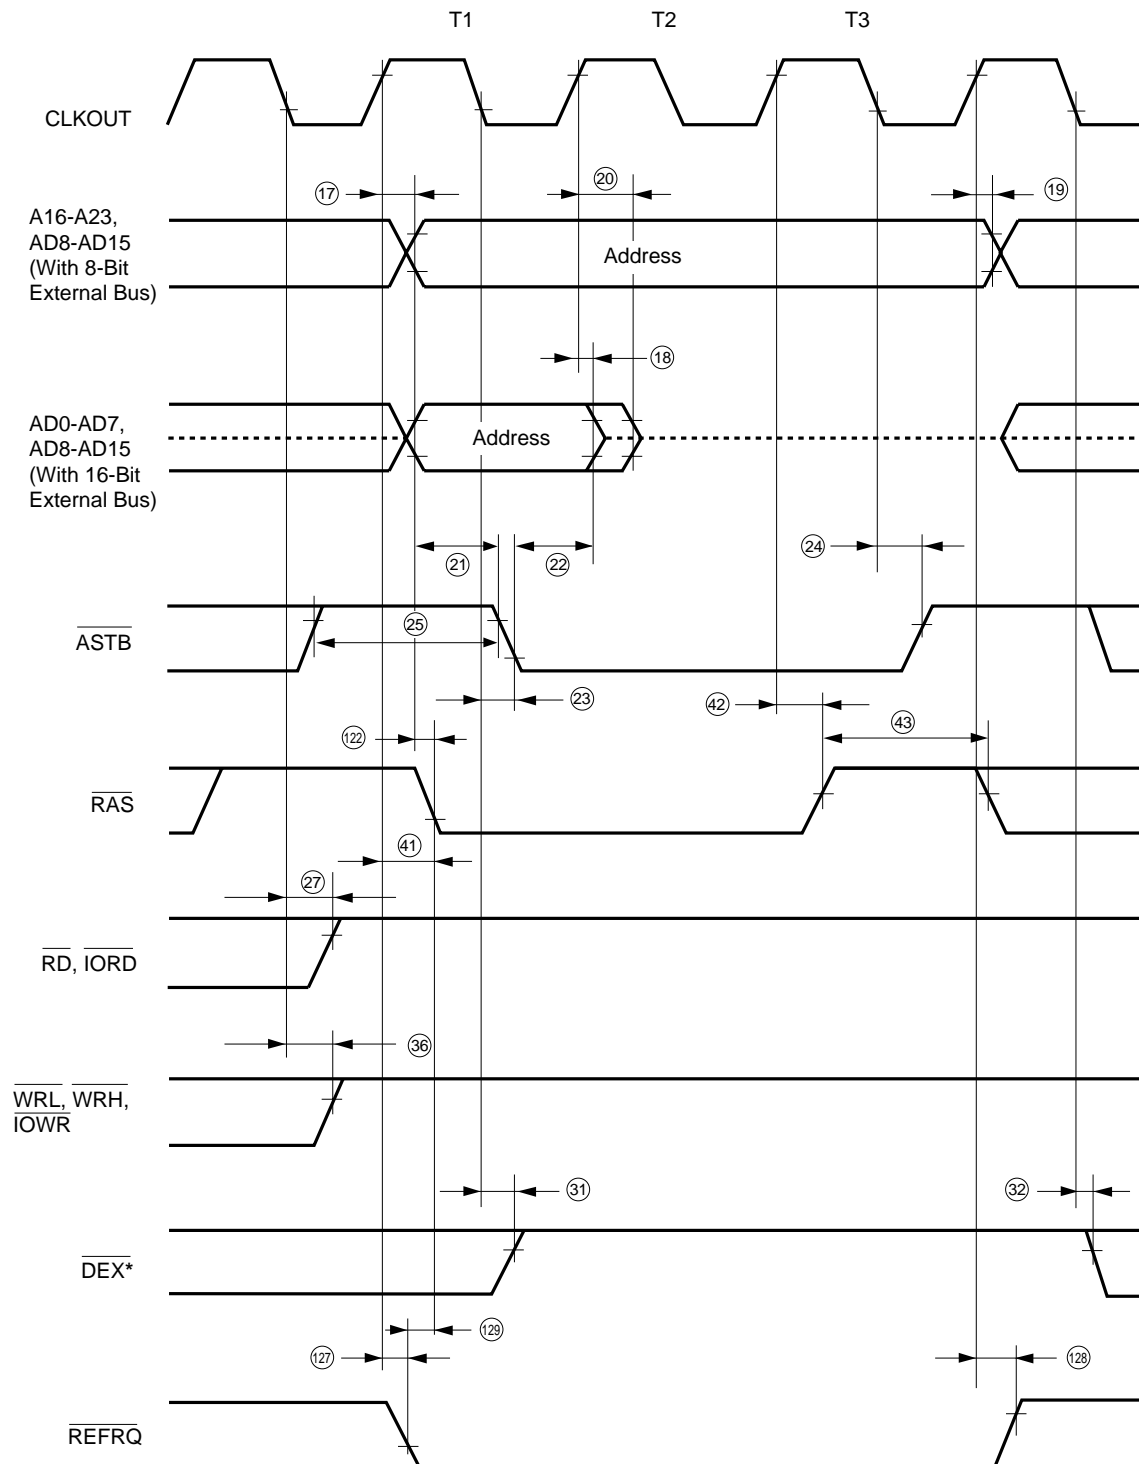 T1 T2 T3
CLKOUT
17 20 19
A16-A23,
AD8-AD15
(With 8-Bit
External Bus)
Address
18
AD0-AD7,
AD8-AD15
(With 16-Bit
External Bus)
Address
21 22 24
ASTB
25
23 42 43
122
RAS
41
27
RD, IORD
36
WRL, WRH,
IOWR
31 32
DEX*
129
127 128
REFRQ